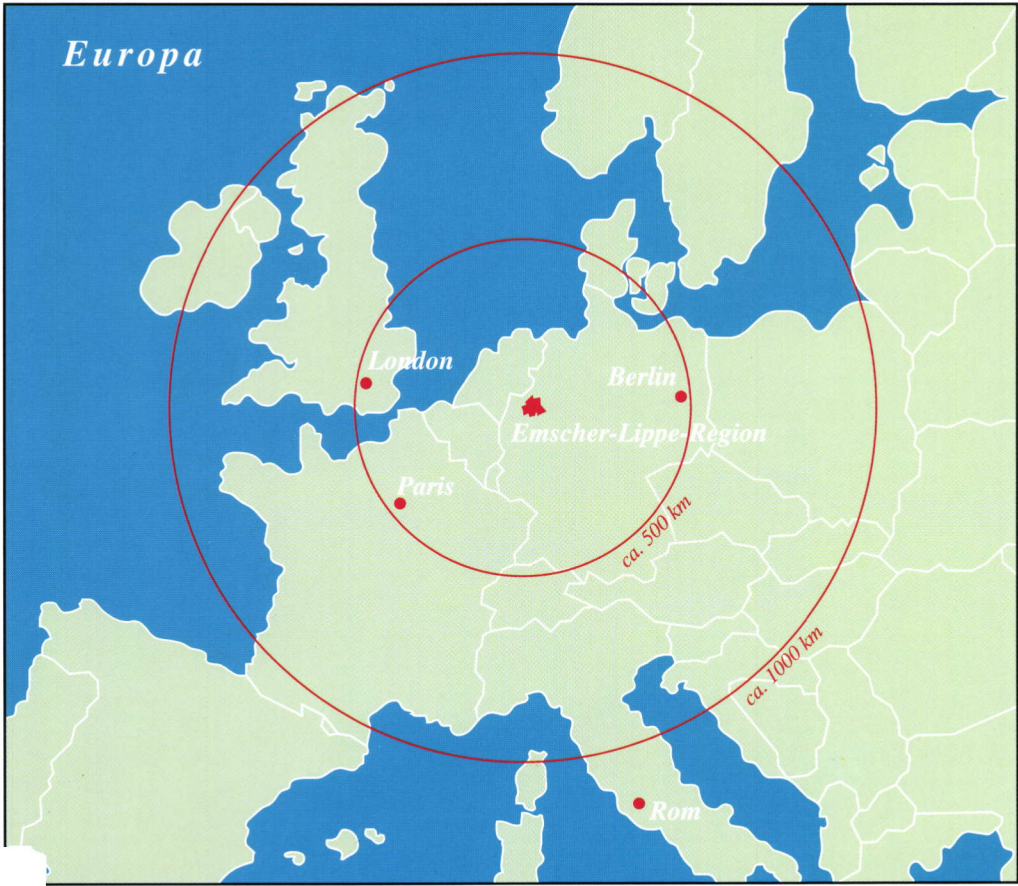 Europa
London
Berlin
Emscher-Lippe-Region
Paris
ca. 500 km
ca. 1000 km
Rom